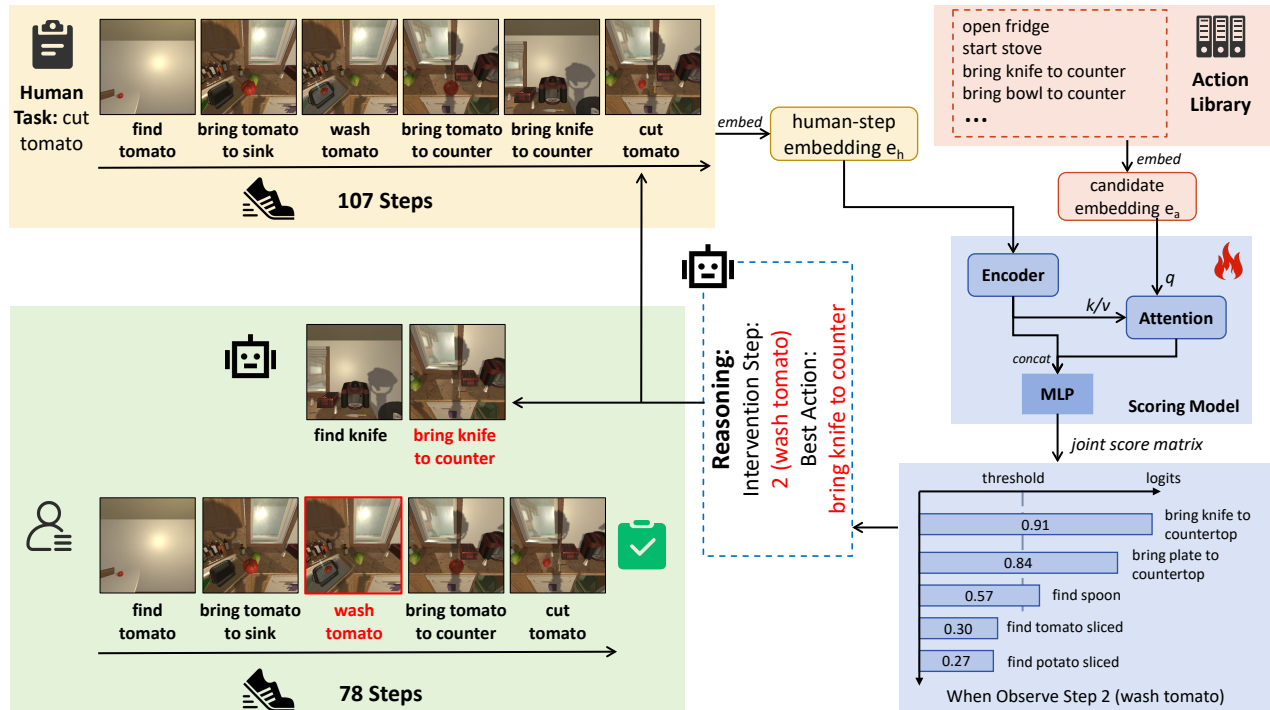 Human
Task: cut
tomato
find
tomato
bring tomato
to sink
wash
tomato
bring tomato
to counter
bring knife
to counter
cut
tomato
107 Steps
embed
human-step
embedding e_h
open fridge
start stove
bring knife to counter
bring bowl to counter
...
Action
Library
embed
candidate
embedding e_a
Encoder
q
k/v
Attention
concat
MLP
Scoring Model
joint score matrix
threshold
logits
0.91
bring knife to
countertop
0.84
bring plate to
countertop
0.57
find spoon
0.30
find tomato sliced
0.27
find potato sliced
When Observe Step 2 (wash tomato)
Reasoning:
Intervention Step:
2 (wash tomato)
Best Action:
bring knife to counter
find knife
bring knife
to counter
find
tomato
bring tomato
to sink
wash
tomato
bring tomato
to counter
cut
tomato
78 Steps